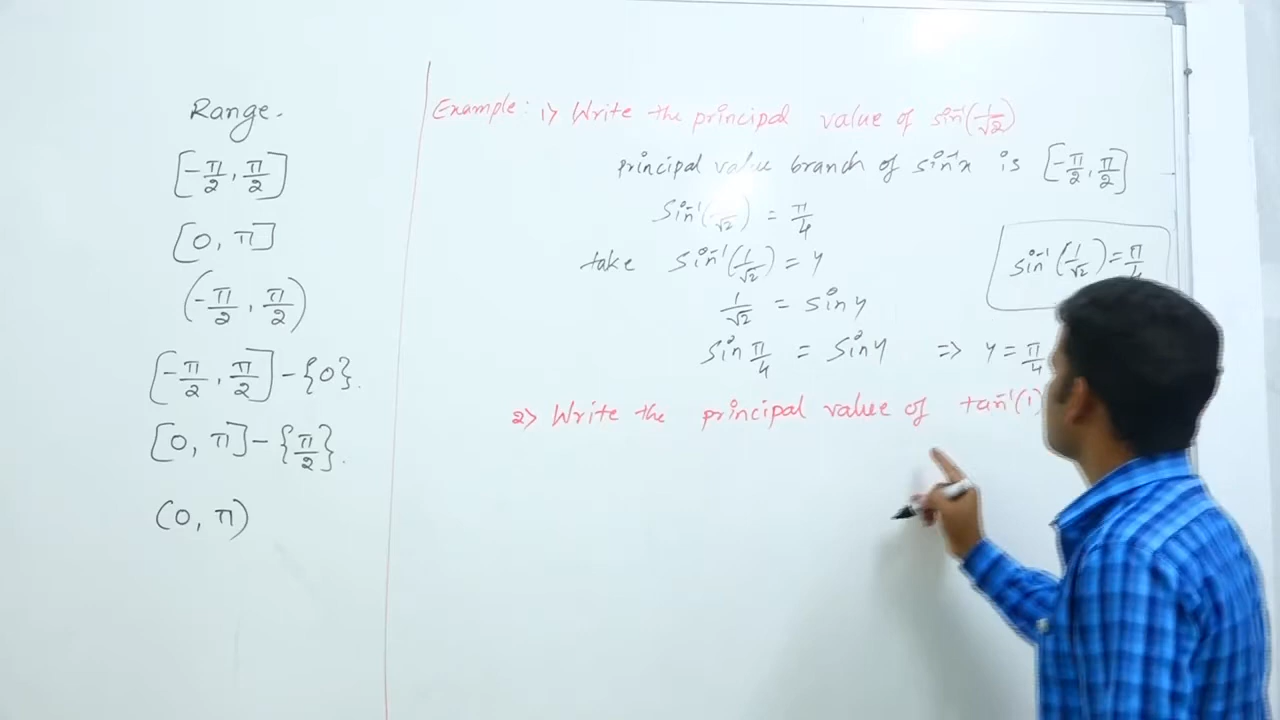 Range.
[-π/2, π/2]
[0, π]
(-π/2, π/2)
[-π/2, π/2] - {0}.
[0, π] - {π/2}.
(0, π)
Example: 1) Write the principal value of sin⁻¹(1/√2)
principal value branch of sin⁻¹x is [-π/2, π/2]
sin⁻¹(1/√2) = π/4
take sin⁻¹(1/√2) = y
1/√2 = sin y
sin π/4 = sin y ⇒ y = π/4
sin⁻¹(1/√2) = π/4
2) Write the principal value of tan⁻¹(1)